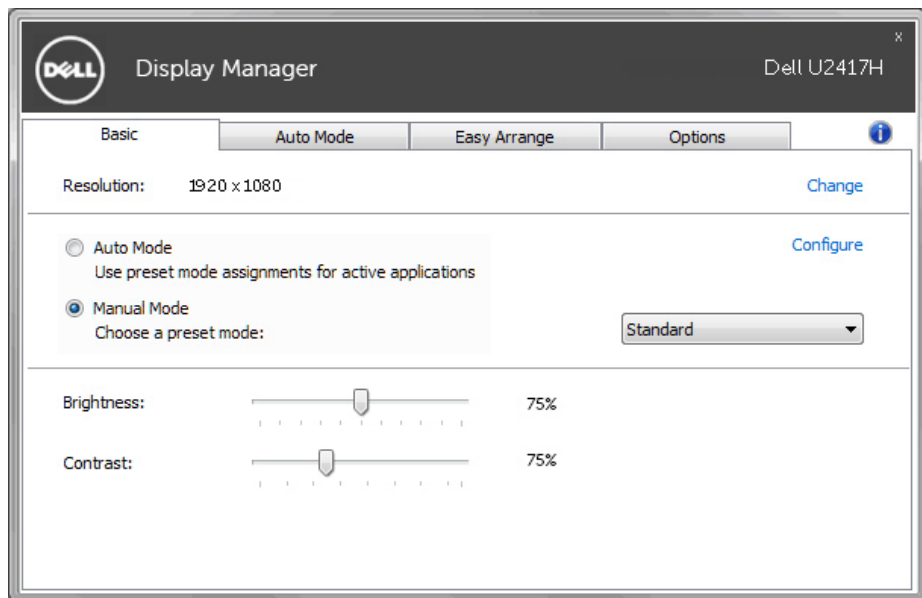 x
DELL
Display Manager
Dell U2417H
Basic
Auto Mode
Easy Arrange
Options
i
Resolution: 1920 x 1080
Change
Auto Mode
Configure
Use preset mode assignments for active applications
Manual Mode
Choose a preset mode:
Standard
Brightness:
75%
Contrast:
75%